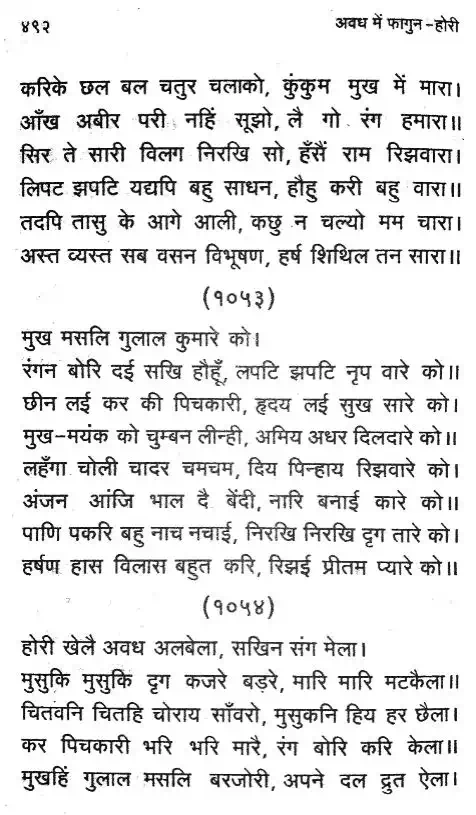 ४९२ अवध में फागुन-होरी
करिके छल बल चतुर चलाको, कुंकुम मुख में मारा।
आँख अबीर परी नहिं सूझो, लै गो रंग हमारा॥
सिर ते सारी विलग निरखि सो, हँसैं राम रिझवारा।
लिपट झपटि यद्यपि बहु साधन, हौहु करी बहु वारा॥
तदपि तासु के आगे आली, कछु न चल्यो मम चारा।
अस्त व्यस्त सब वसन विभूषण, हर्ष शिथिल तन सारा॥
(१०५३)
मुख मसलि गुलाल कुमारे को।
रंगन बोरि दई सखि हौहूँ, लपटि झपटि नृप वारे को॥
छीन लई कर की पिचकारी, हृदय लई सुख सारे को।
मुख-मयंक को चुम्बन लीन्ही, अमिय अधर दिलदारे को॥
लहँगा चोली चादर चमचम, दिय पिन्हाय रिझवारे को।
अंजन आंजि भाल दै बेंदी, नारि बनाई कारे को॥
पाणि पकरि बहु नाच नचाई, निरखि निरखि दृग तारे को।
हर्षण हास विलास बहुत करि, रिझई प्रीतम प्यारे को॥
(१०५४)
होरी खेलै अवध अलबेला, सखिन संग मेला।
मुसुकि मुसुकि दृग कजरे बड़रे, मारि मारि मटकैला॥
चितवनि चितहि चोराय साँवरो, मुसुकनि हिय हर छैला।
कर पिचकारी भरि भरि मारै, रंग बोरि करि केला॥
मुखहिं गुलाल मसलि बरजोरी, अपने दल द्रुत ऐला।